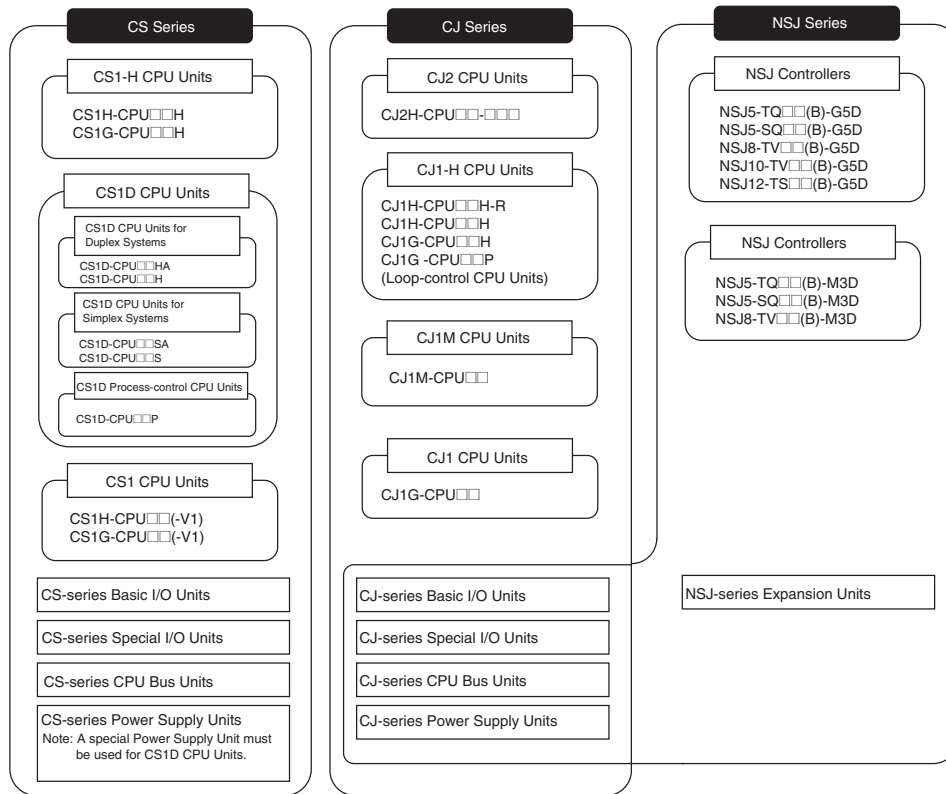 CS Series
CS1-H CPU Units
CS1H-CPU□□H
CS1G-CPU□□H
CS1D CPU Units
CS1D CPU Units for
Duplex Systems
CS1D-CPU□□HA
CS1D-CPU□□H
CS1D CPU Units for
Simplex Systems
CS1D-CPU□□SA
CS1D-CPU□□S
CS1D Process-control CPU Units
CS1D-CPU□□P
CS1 CPU Units
CS1H-CPU□□(-V1)
CS1G-CPU□□(-V1)
CS-series Basic I/O Units
CS-series Special I/O Units
CS-series CPU Bus Units
CS-series Power Supply Units
Note: A special Power Supply Unit must
be used for CS1D CPU Units.
CJ Series
CJ2 CPU Units
CJ2H-CPU□□-□□□
CJ1-H CPU Units
CJ1H-CPU□□H-R
CJ1H-CPU□□H
CJ1G-CPU□□H
CJ1G -CPU□□P
(Loop-control CPU Units)
CJ1M CPU Units
CJ1M-CPU□□
CJ1 CPU Units
CJ1G-CPU□□
CJ-series Basic I/O Units
CJ-series Special I/O Units
CJ-series CPU Bus Units
CJ-series Power Supply Units
NSJ Series
NSJ Controllers
NSJ5-TQ□□(B)-G5D
NSJ5-SQ□□(B)-G5D
NSJ8-TV□□(B)-G5D
NSJ10-TV□□(B)-G5D
NSJ12-TS□□(B)-G5D
NSJ Controllers
NSJ5-TQ□□(B)-M3D
NSJ5-SQ□□(B)-M3D
NSJ8-TV□□(B)-M3D
NSJ-series Expansion Units